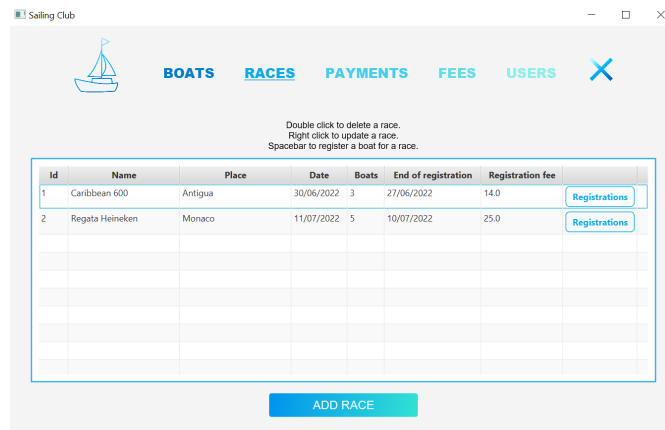 Sailing Club
BOATS RACES PAYMENTS FEES USERS
Double click to delete a race.
Right click to update a race.
Spacebar to register a boat for a race.
Id Name Place Date Boats End of registration Registration fee
1 Caribbean 600 Antigua 30/06/2022 3 27/06/2022 14.0 Registrations
2 Regata Heineken Monaco 11/07/2022 5 10/07/2022 25.0 Registrations
ADD RACE